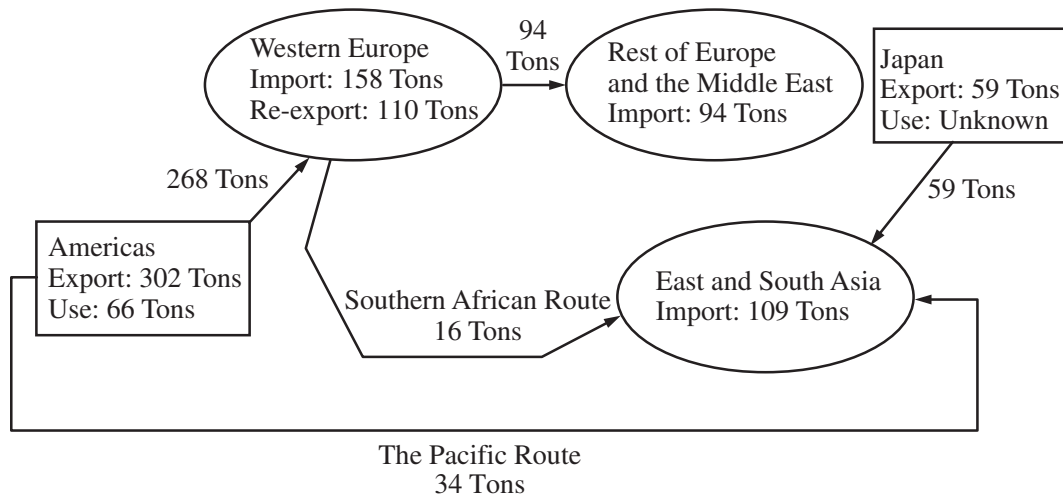 Western Europe
Import: 158 Tons
Re-export: 110 Tons
94
Tons
Rest of Europe
and the Middle East
Import: 94 Tons
Japan
Export: 59 Tons
Use: Unknown
268 Tons
59 Tons
Americas
Export: 302 Tons
Use: 66 Tons
Southern African Route
16 Tons
East and South Asia
Import: 109 Tons
The Pacific Route
34 Tons